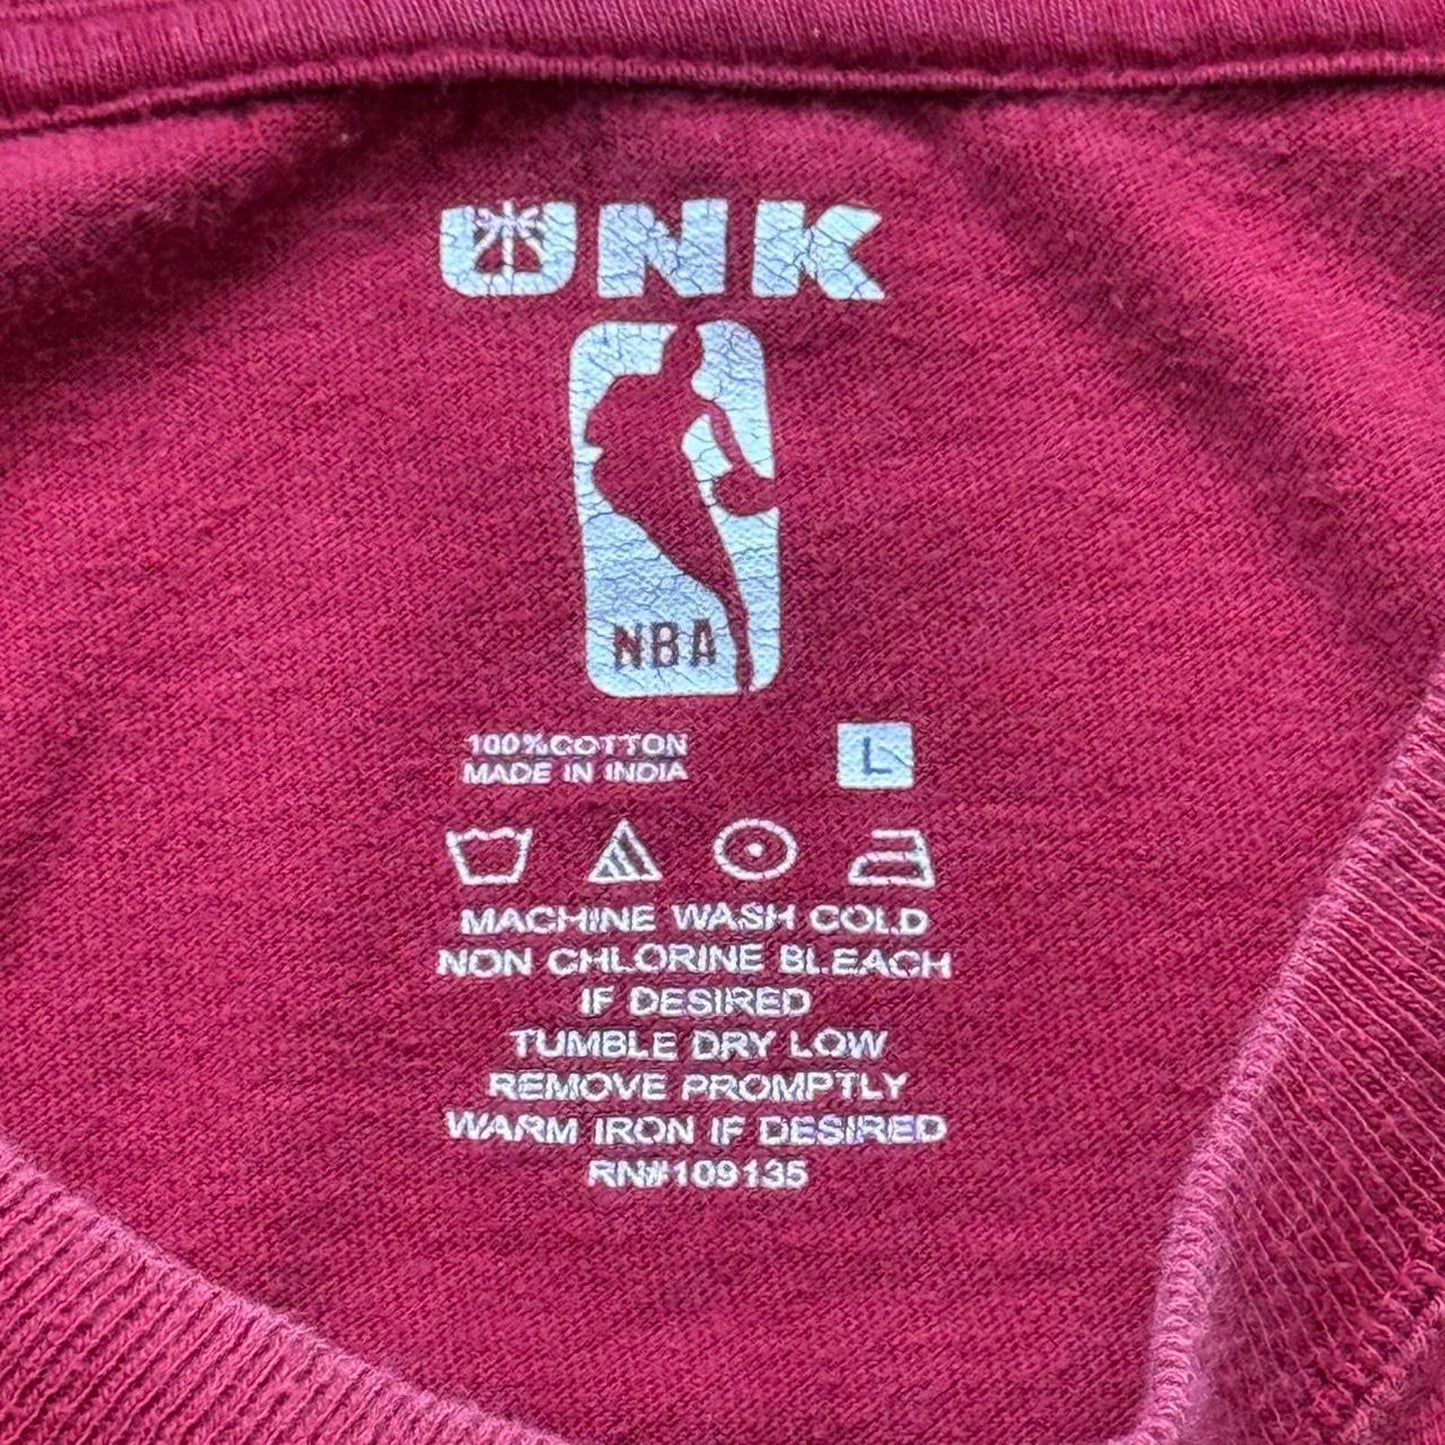 UNK
NBA
100%COTTON
MADE IN INDIA
L
MACHINE WASH COLD
NON CHLORINE BLEACH
IF DESIRED
TUMBLE DRY LOW
REMOVE PROMPTLY
WARM IRON IF DESIRED
RN#109135